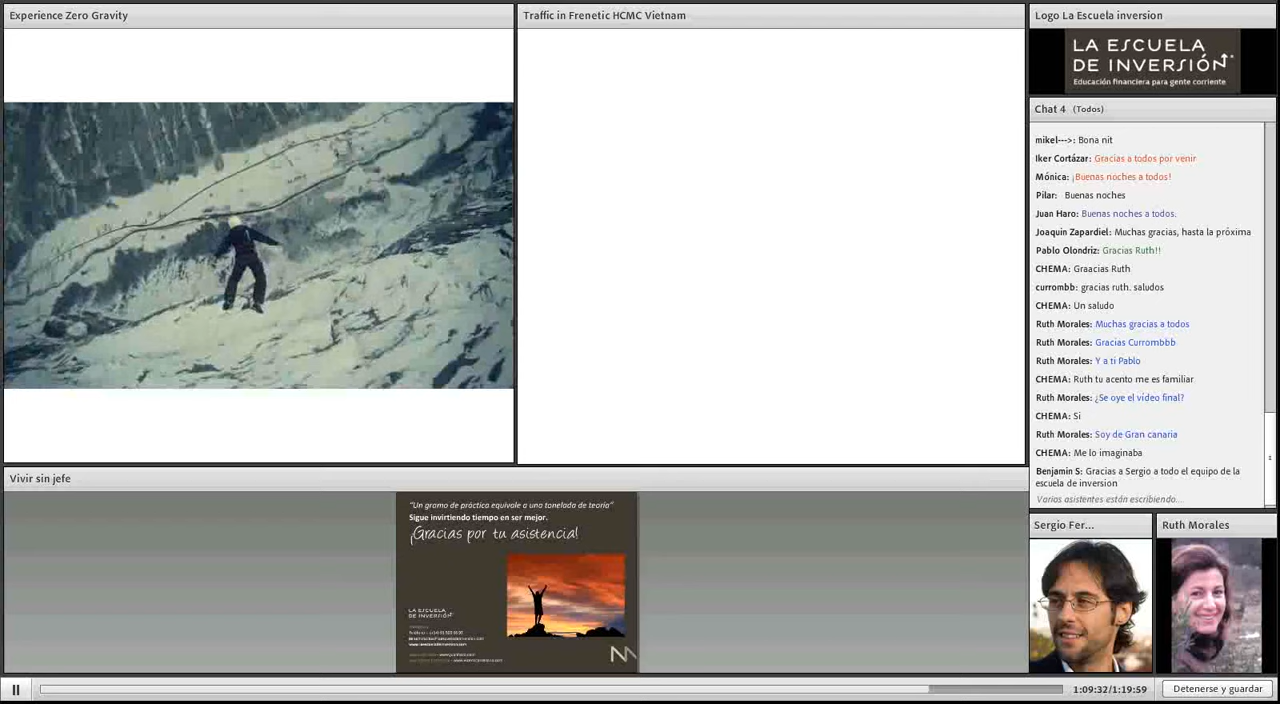 Experience Zero Gravity
Traffic in Frenetic HCMC Vietnam
Logo La Escuela inversion
LA ESCUELA
DE INVERSIÓN
Educación financiera para gente corriente
Chat 4 (Todos)
mikel--->: Bona nit
Iker Cortázar: Gracias a todos por venir
Mónica: ¡Buenas noches a todos!
Pilar: Buenas noches
Juan Haro: Buenas noches a todos.
Joaquin Zapardiel: Muchas gracias, hasta la próxima
Pablo Olondriz: Gracias Ruth!!
CHEMA: Graacias Ruth
currombb: gracias ruth. saludos
CHEMA: Un saludo
Ruth Morales: Muchas gracias a todos
Ruth Morales: Gracias Currombbb
Ruth Morales: Y a ti Pablo
CHEMA: Ruth tu acento me es familiar
Ruth Morales: ¿Se oye el vídeo final?
CHEMA: Si
Ruth Morales: Soy de Gran canaria
CHEMA: Me lo imaginaba
Benjamin S: Gracias a Sergio a todo el equipo de la
escuela de inversion
Varios asistentes están escribiendo...
Vivir sin jefe
"Un gramo de práctica equivale a una tonelada de teoría"
Sigue invirtiendo tiempo en ser mejor.
¡Gracias por tu asistencia!
LA ESCUELA
DE INVERSIÓN
Sergio Fer...
Ruth Morales
1:09:32/1:19:59
Detenerse y guardar